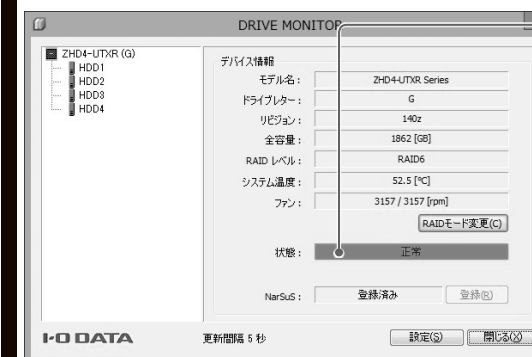 DRIVE MONITOR
ZHD4-UTXR (G)
HDD1
HDD2
HDD3
HDD4
デバイス情報
モデル名： ZHD4-UTXR Series
ドライブレター： G
リビジョン： 140z
全容量： 1862 [GB]
RAID レベル： RAID6
システム温度： 52.5 [℃]
ファン： 3157 / 3157 [rpm]
RAIDモード変更(C)
状態： 正常
NarSuS： 登録済み 登録(R)
I-O DATA 更新間隔 5 秒 設定(S) 閉じる(X)